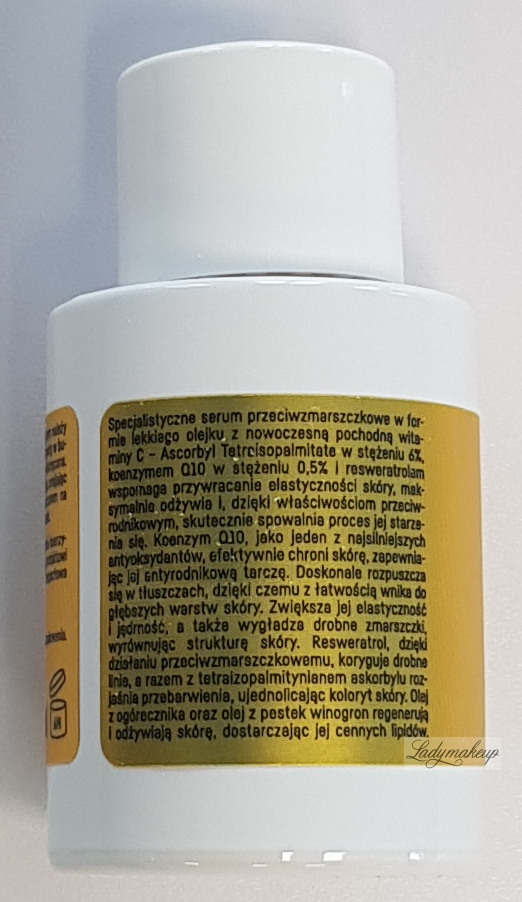 Specjalistyczne serum przeciwzmarszczkowe w for-
mie lekkiego olejku z nowoczesną pochodną wita-
miny C - Ascorbyl Tetrcisopalmitate w stężeniu 6%,
koenzymem Q10 w stężeniu 0,5% i resweratrolam
wspomaga przywracanie elastyczności skóry, mak-
symalnie odżywia i, dzięki właściwościom przeciw-
rodnikowym, skutecznie spowalnia proces jej starze-
nia się. Koenzym Q10, jako jeden z najsilniejszych
antyoksydantów, efektywnie chroni skórę, zapewnia-
jąc jej antyrodnikową tarczę. Doskonale rozpuszcza
się w tłuszczach, dzięki czemu z łatwością wnika do
głębszych warstw skóry. Zwiększa jej elastyczność
i jędrność, a także wygładza drobne zmarszczki,
wyrównując strukturę skóry. Resweratrol, dzięki
działaniu przeciwzmarszczkowemu, koryguje drobne
linie, a razem z tetraizopalmitynianem askorbylu roz-
jaśnia przebarwienia, ujednolicając koloryt skóry. Olej
z ogórecznika oraz olej z pestek winogron regenerują
i odżywiają skórę, dostarczając jej cennych lipidów.
6M
Ladymakeup